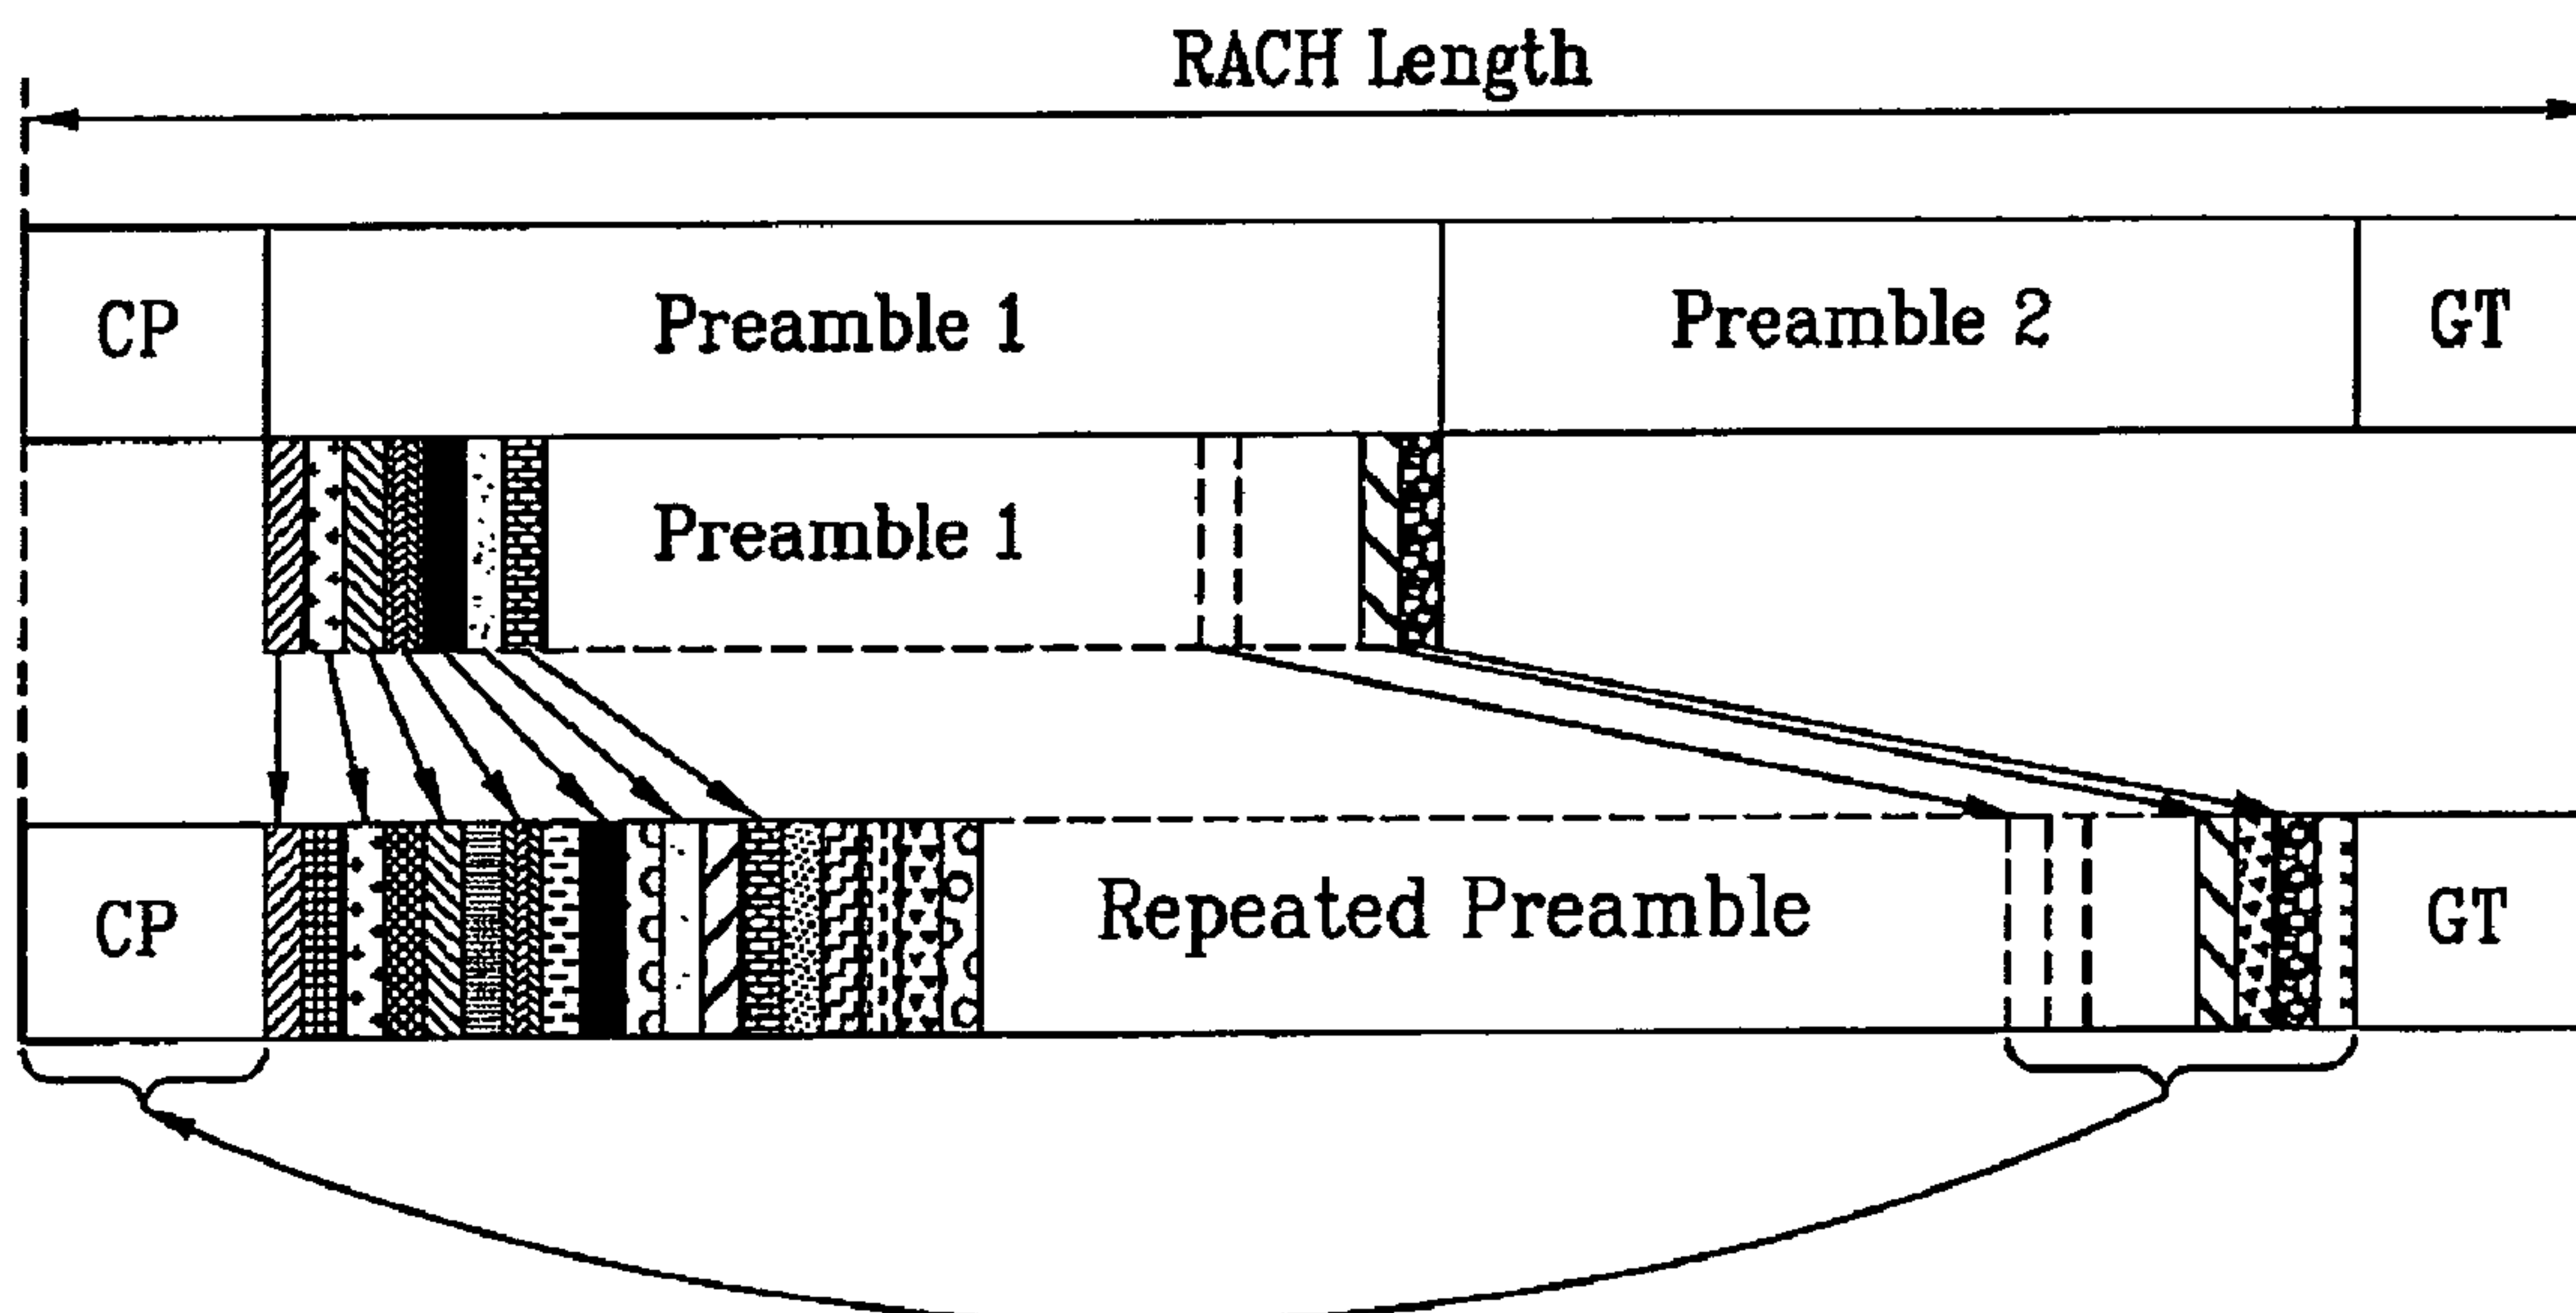 RACH Length
CP Preamble 1 Preamble 2 GT
Preamble 1
CP Repeated Preamble GT